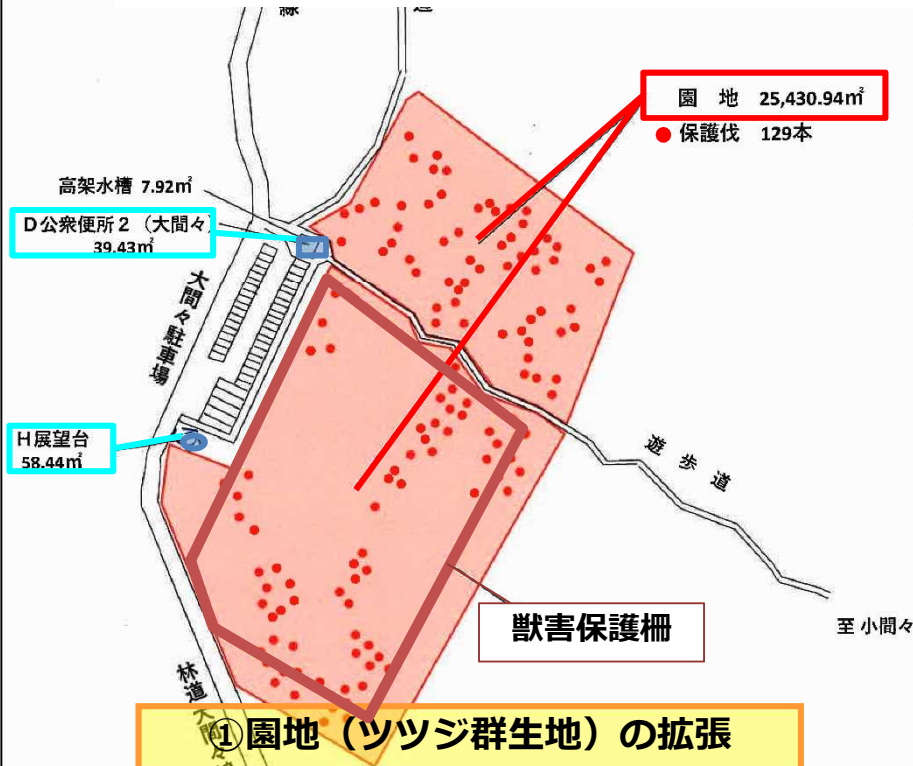 園 地 25,430.94㎡
● 保護伐 129本
高架水槽 7.92㎡
D公衆便所2（大間々）
39.43㎡
大間々駐車場
H展望台
58.44㎡
遊歩道
獣害保護柵
至 小間々
林道大間々
①園地（ツツジ群生地）の拡張